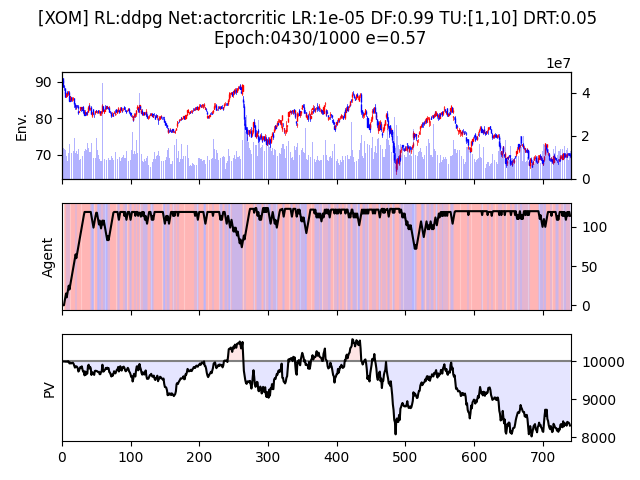 [XOM] RL:ddpg Net:actorcritic LR:1e-05 DF:0.99 TU:[1,10] DRT:0.05
Epoch:0430/1000 e=0.57
1e7
90
80
70
Env.
4
2
0
Agent
100
50
0
PV
10000
9000
8000
0 100 200 300 400 500 600 700